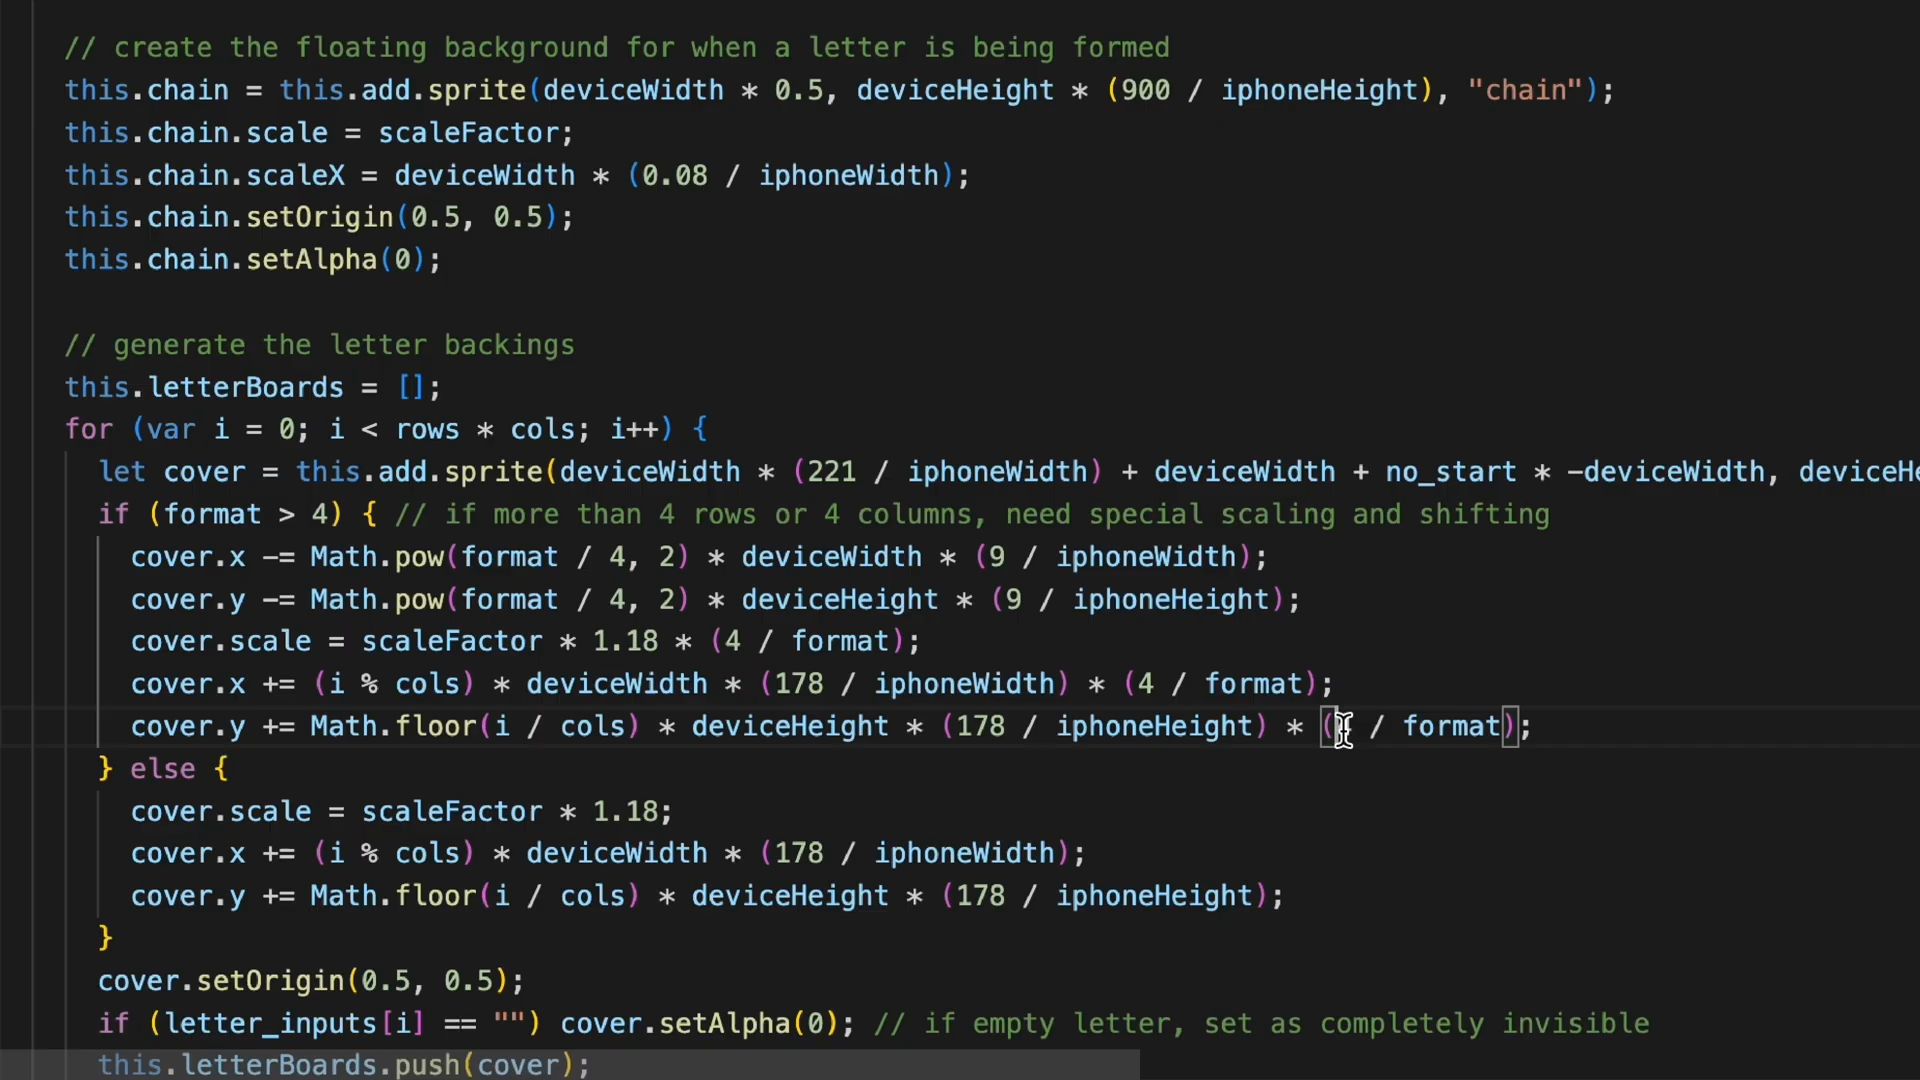 // create the floating background for when a letter is being formed
this.chain = this.add.sprite(deviceWidth * 0.5, deviceHeight * (900 / iphoneHeight), "chain");
this.chain.scale = scaleFactor;
this.chain.scaleX = deviceWidth * (0.08 / iphoneWidth);
this.chain.setOrigin(0.5, 0.5);
this.chain.setAlpha(0);
// generate the letter backings
this.letterBoards = [];
for (var i = 0; i < rows * cols; i++) {
let cover = this.add.sprite(deviceWidth * (221 / iphoneWidth) + deviceWidth + no_start * -deviceWidth,
if (format > 4) { // if more than 4 rows or 4 columns, need special scaling and shifting
cover.x -= Math.pow(format / 4, 2) * deviceWidth * (9 / iphoneWidth);
cover.y -= Math.pow(format / 4, 2) * deviceHeight * (9 / iphoneHeight);
cover.scale = scaleFactor * 1.18 * (4 / format);
cover.x += (i % cols) * deviceWidth * (178 / iphoneWidth) * (4 / format);
cover.y += Math.floor(i / cols) * deviceHeight * (178 / iphoneHeight) * ( / format);
} else {
cover.scale = scaleFactor * 1.18;
cover.x += (i % cols) * deviceWidth * (178 / iphoneWidth);
cover.y += Math.floor(i / cols) * deviceHeight * (178 / iphoneHeight);
}
cover.setOrigin(0.5, 0.5);
if (letter_inputs[i] == "") cover.setAlpha(0); // if empty letter, set as completely invisible
this.letterBoards.push(cover);